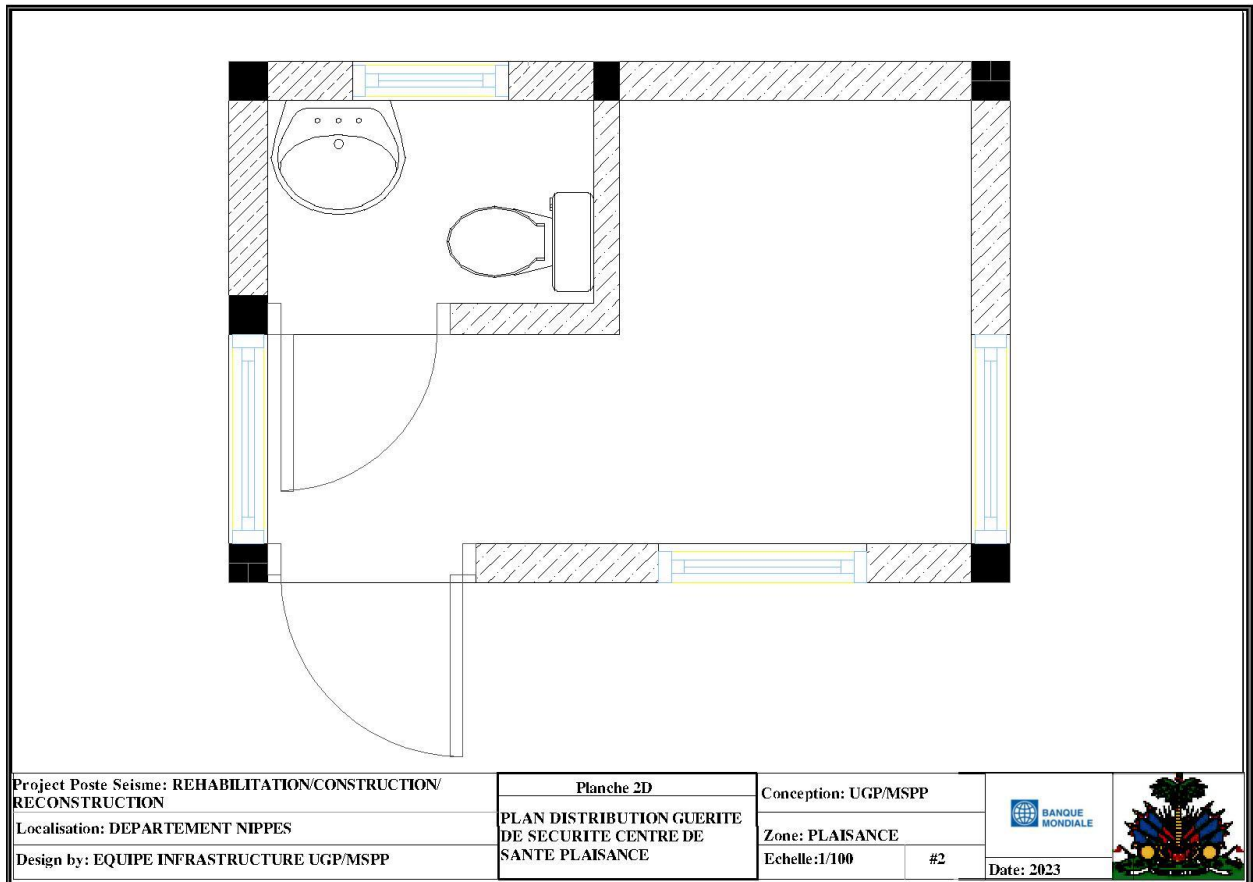 Project Poste Seisme: REHABILITATION/CONSTRUCTION/
RECONSTRUCTION
Localisation: DEPARTEMENT NIPPES
Design by: EQUIPE INFRASTRUCTURE UGP/MSPP
Planche 2D
PLAN DISTRIBUTION GUERITE
DE SECURITE CENTRE DE
SANTE PLAISANCE
Conception: UGP/MSPP
Zone: PLAISANCE
Echelle:1/100
#2
BANQUE
MONDIALE
Date: 2023